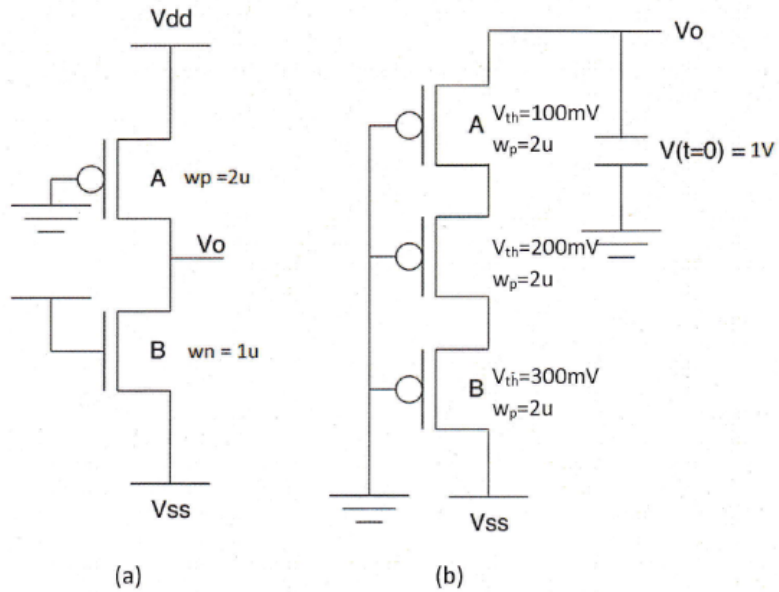 Vdd
A wp =2u
Vo
B wn = 1u
Vss
(a)
Vo
A Vth=100mV
wp=2u
V(t=0) = 1V
Vth=200mV
wp=2u
B Vth=300mV
wp=2u
Vss
(b)